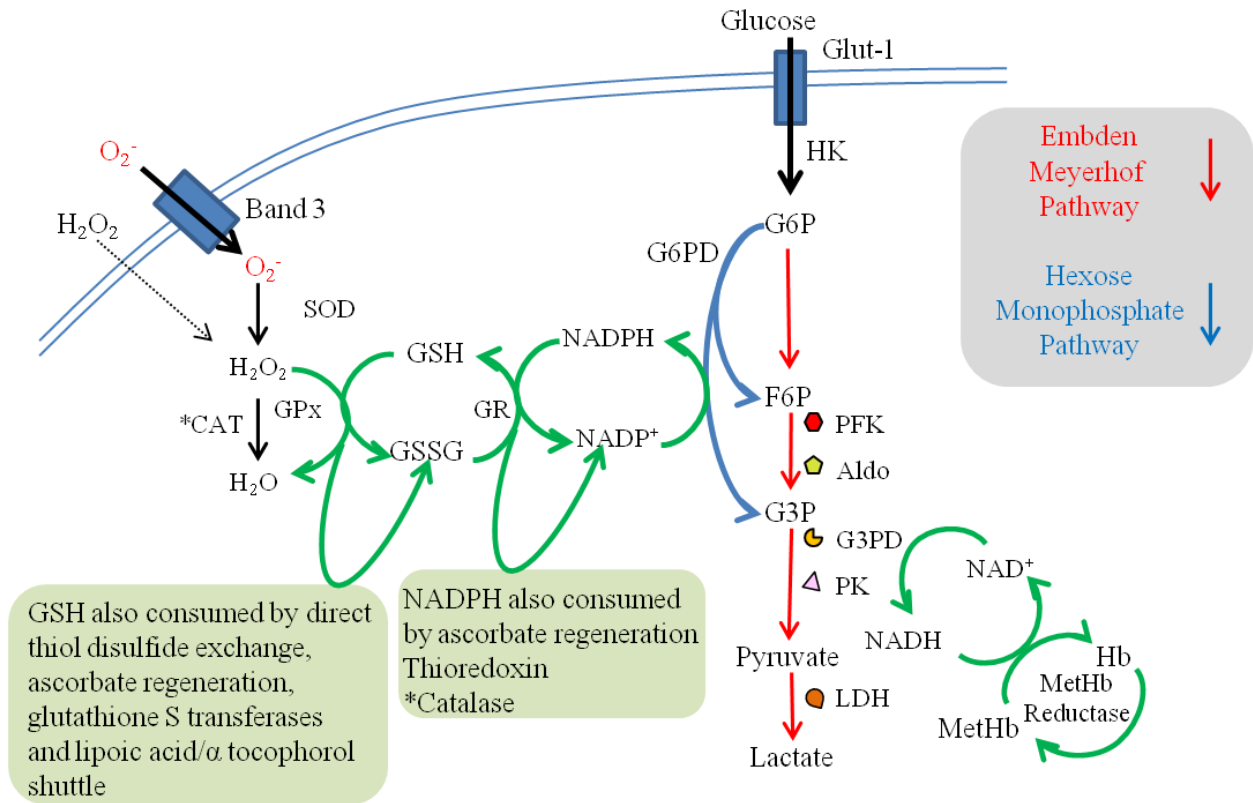 Glucose
Glut-1
HK
O₂⁻
Band 3
H₂O₂
O₂⁻
SOD
H₂O₂
*CAT
GPx
H₂O
GSH
GSSG
GR
NADPH
NADP⁺
G6PD
G6P
F6P
PFK
Aldo
G3P
G3PD
PK
Pyruvate
LDH
Lactate
NAD⁺
NADH
Hb
MetHb
Reductase
MetHb
Embden
Meyerhof
Pathway
Hexose
Monophosphate
Pathway
GSH also consumed by direct
thiol disulfide exchange,
ascorbate regeneration,
glutathione S transferases
and lipoic acid/α tocophorol
shuttle
NADPH also consumed
by ascorbate regeneration
Thioredoxin
*Catalase